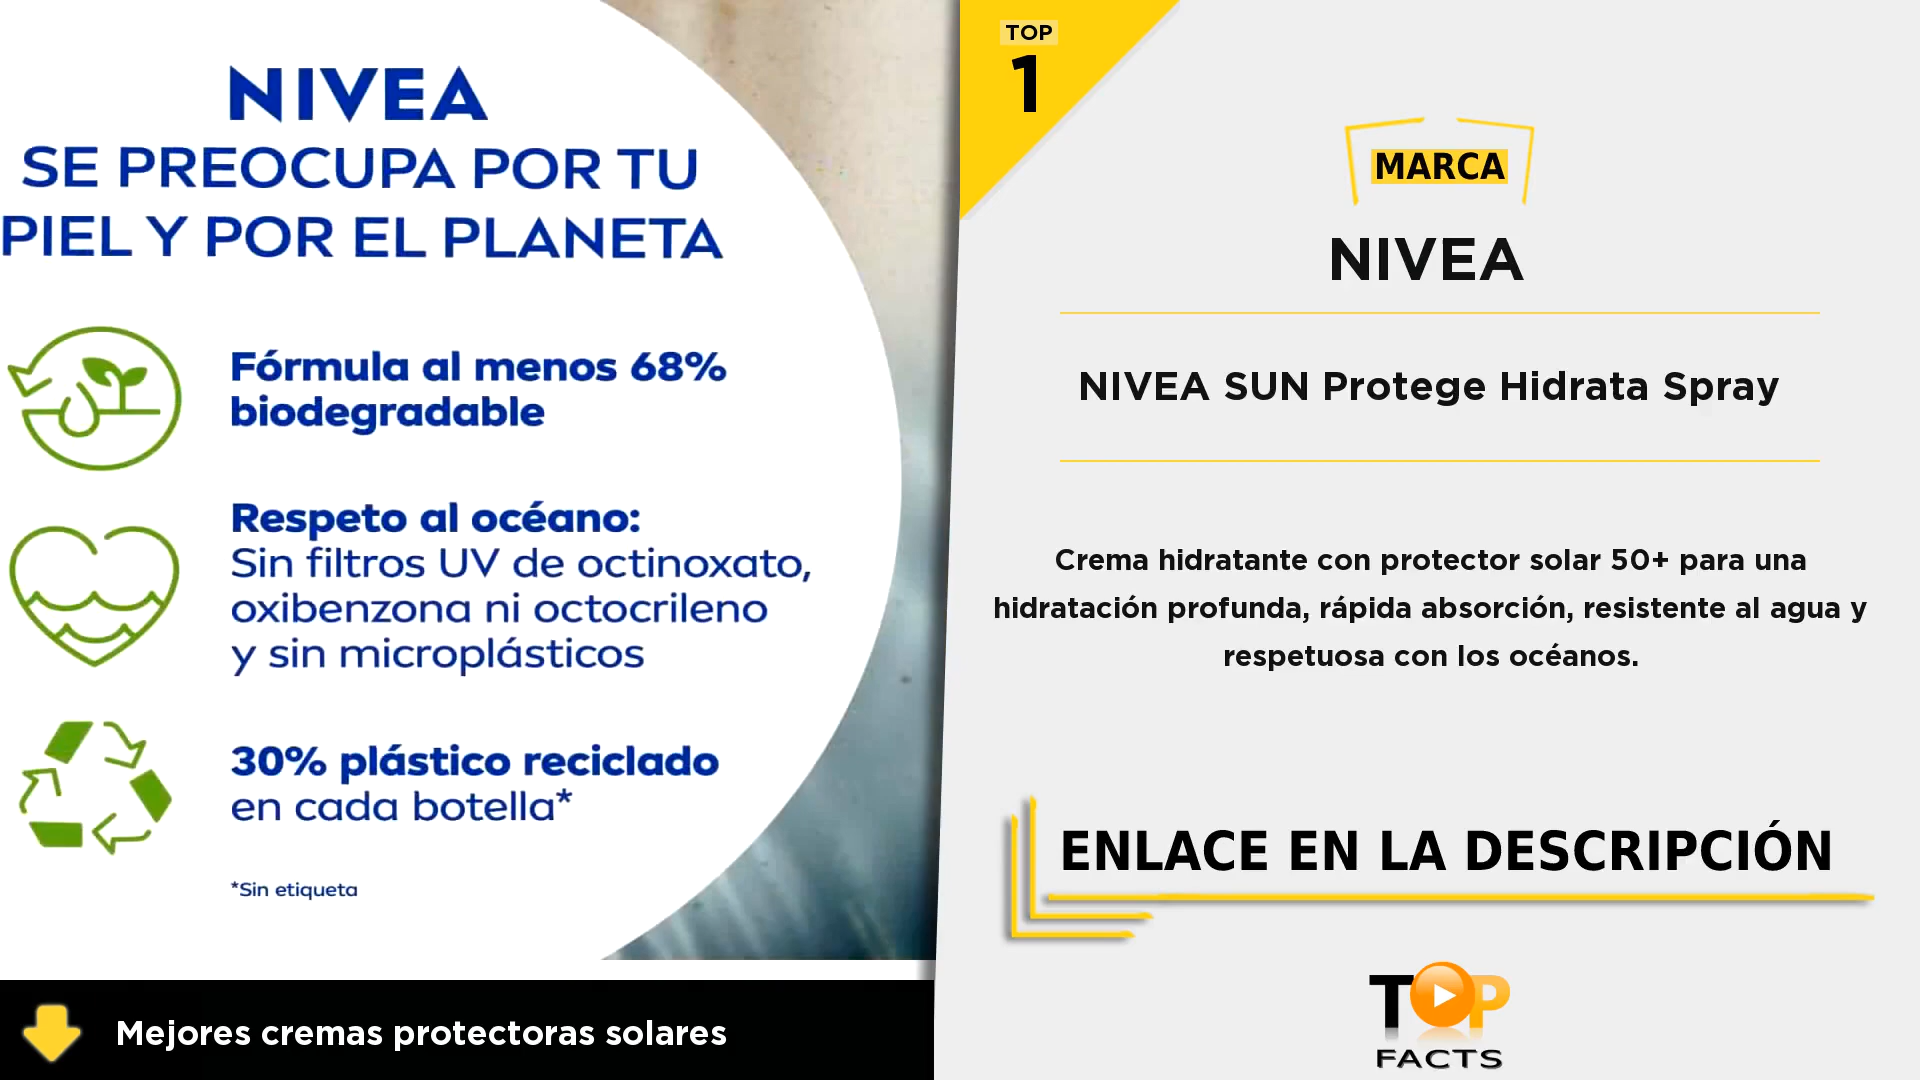 NIVEA
SE PREOCUPA POR TU
PIEL Y POR EL PLANETA
Fórmula al menos 68%
biodegradable
Respeto al océano:
Sin filtros UV de octinoxato,
oxibenzona ni octocrileno
y sin microplásticos
30% plástico reciclado
en cada botella*
*Sin etiqueta
Mejores cremas protectoras solares
TOP
1
MARCA
NIVEA
NIVEA SUN Protege Hidrata Spray
Crema hidratante con protector solar 50+ para una
hidratación profunda, rápida absorción, resistente al agua y
respetuosa con los océanos.
ENLACE EN LA DESCRIPCIÓN
TOP
FACTS